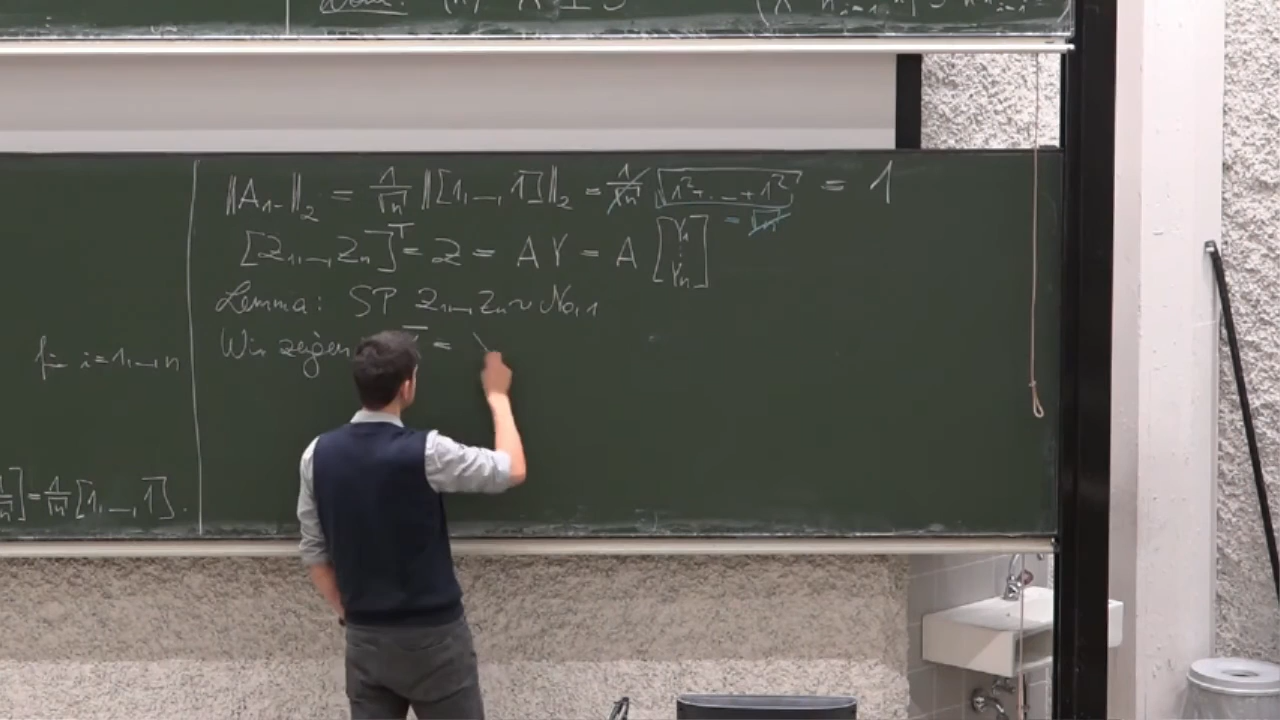 für i=1,…,n
]=1/√n [1,…,1].
‖A₁₋‖₂ = 1/√n ‖[1,…,1]‖₂ = 1/√n √(1²+…+1²) = 1
= √n
[Z₁,…,Zₙ]ᵀ = Z = AY = A [Y₁ ⋮ Yₙ]
Lemma: SP Z₁,…,Zₙ ~ N₀,₁
Wir zeigen =